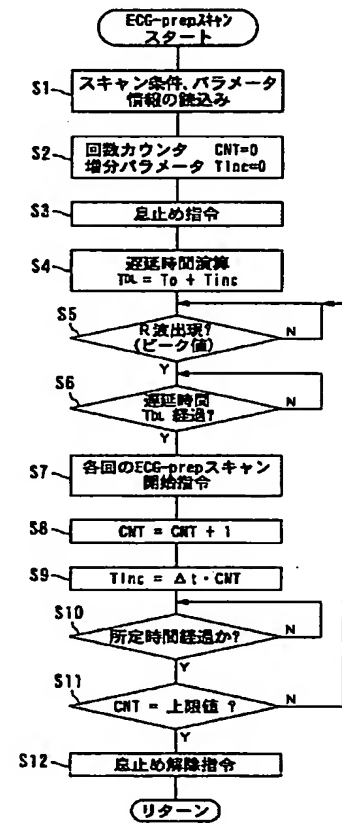 ECG-prepスキャン
スタート
S1
スキャン条件、パラメータ
情報の読込み
S2
回数カウンタ CNT=0
増分パラメータ Tinc=0
S3
息止め指令
S4
遅延時間演算
TDL = To + Tinc
S5
R波出現?
(ピーク値)
N
Y
S6
遅延時間
TDL 経過?
N
Y
S7
各回のECG-prepスキャン
開始指令
S8
CNT = CNT + 1
S9
Tinc = Δt・CNT
S10
所定時間経過か?
N
Y
S11
CNT = 上限値 ?
N
Y
S12
息止め解除指令
リターン